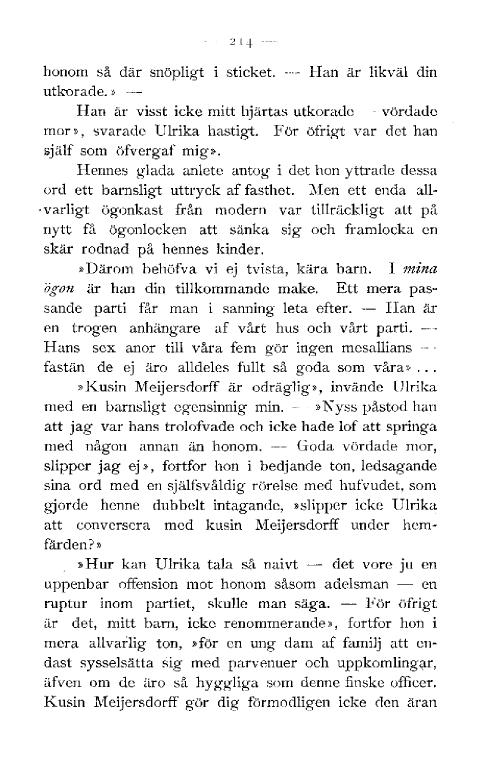 — 214 —
honom så där snöpligt i sticket. — Han är likväl din
utkorade.» —
Han är visst icke mitt hjärtas utkorade — vördade
mor», svarade Ulrika hastigt. För öfrigt var det han
själf som öfvergaf mig».
Hennes glada anlete antog i det hon yttrade dessa
ord ett barnsligt uttryck af fasthet. Men ett enda all-
varligt ögonkast från modern var tillräckligt att på
nytt få ögonlocken att sänka sig och framlocka en
skär rodnad på hennes kinder.
»Därom behöfva vi ej tvista, kära barn. I mina
ögon är han din tillkommande make. Ett mera pas-
sande parti får man i sanning leta efter. — Han är
en trogen anhängare af vårt hus och vårt parti. —
Hans sex anor till våra fem gör ingen mesallians —
fastän de ej äro alldeles fullt så goda som våra» ...
»Kusin Meijersdorff är odräglig», invände Ulrika
med en barnsligt egensinnig min. — »Nyss påstod han
att jag var hans trolofvade och icke hade lof att springa
med någon annan än honom. — Goda vördade mor,
slipper jag ej», fortfor hon i bedjande ton, ledsagande
sina ord med en själfsvåldig rörelse med hufvudet, som
gjorde henne dubbelt intagande, »slipper icke Ulrika
att conversera med kusin Meijersdorff under hem-
färden?»
»Hur kan Ulrika tala så naivt — det vore ju en
uppenbar offension mot honom såsom adelsman — en
ruptur inom partiet, skulle man säga. — För öfrigt
är det, mitt barn, icke renommerande», fortfor hon i
mera allvarlig ton, »för en ung dam af familj att en-
dast sysselsätta sig med parvenuer och uppkomlingar,
äfven om de äro så hyggliga som denne finske officer.
Kusin Meijersdorff gör dig förmodligen icke den äran